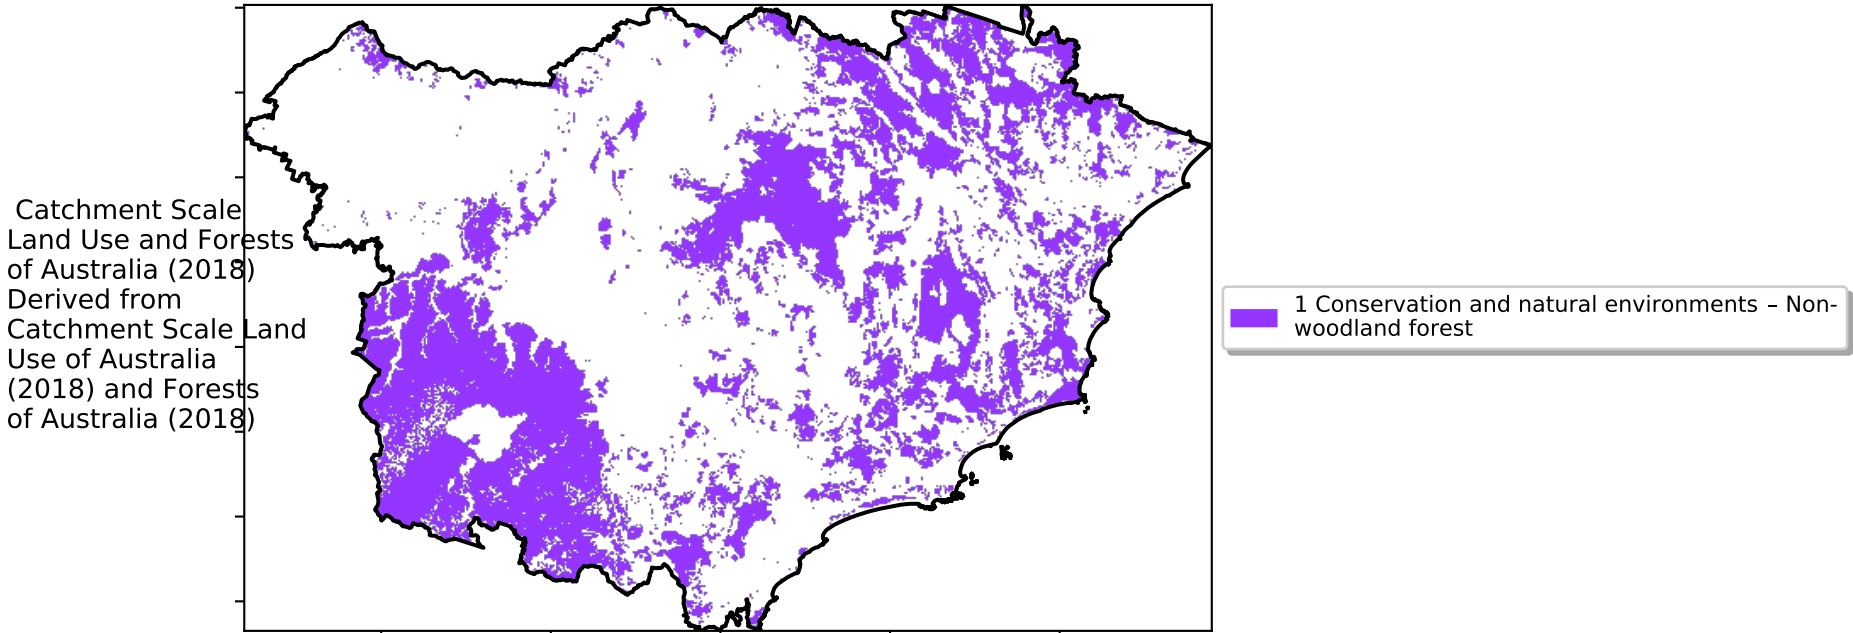 Catchment Scale
Land Use and Forests
of Australia (2018)
Derived from
Catchment Scale Land
Use of Australia
(2018) and Forests
of Australia (2018)
1 Conservation and natural environments – Non-
woodland forest